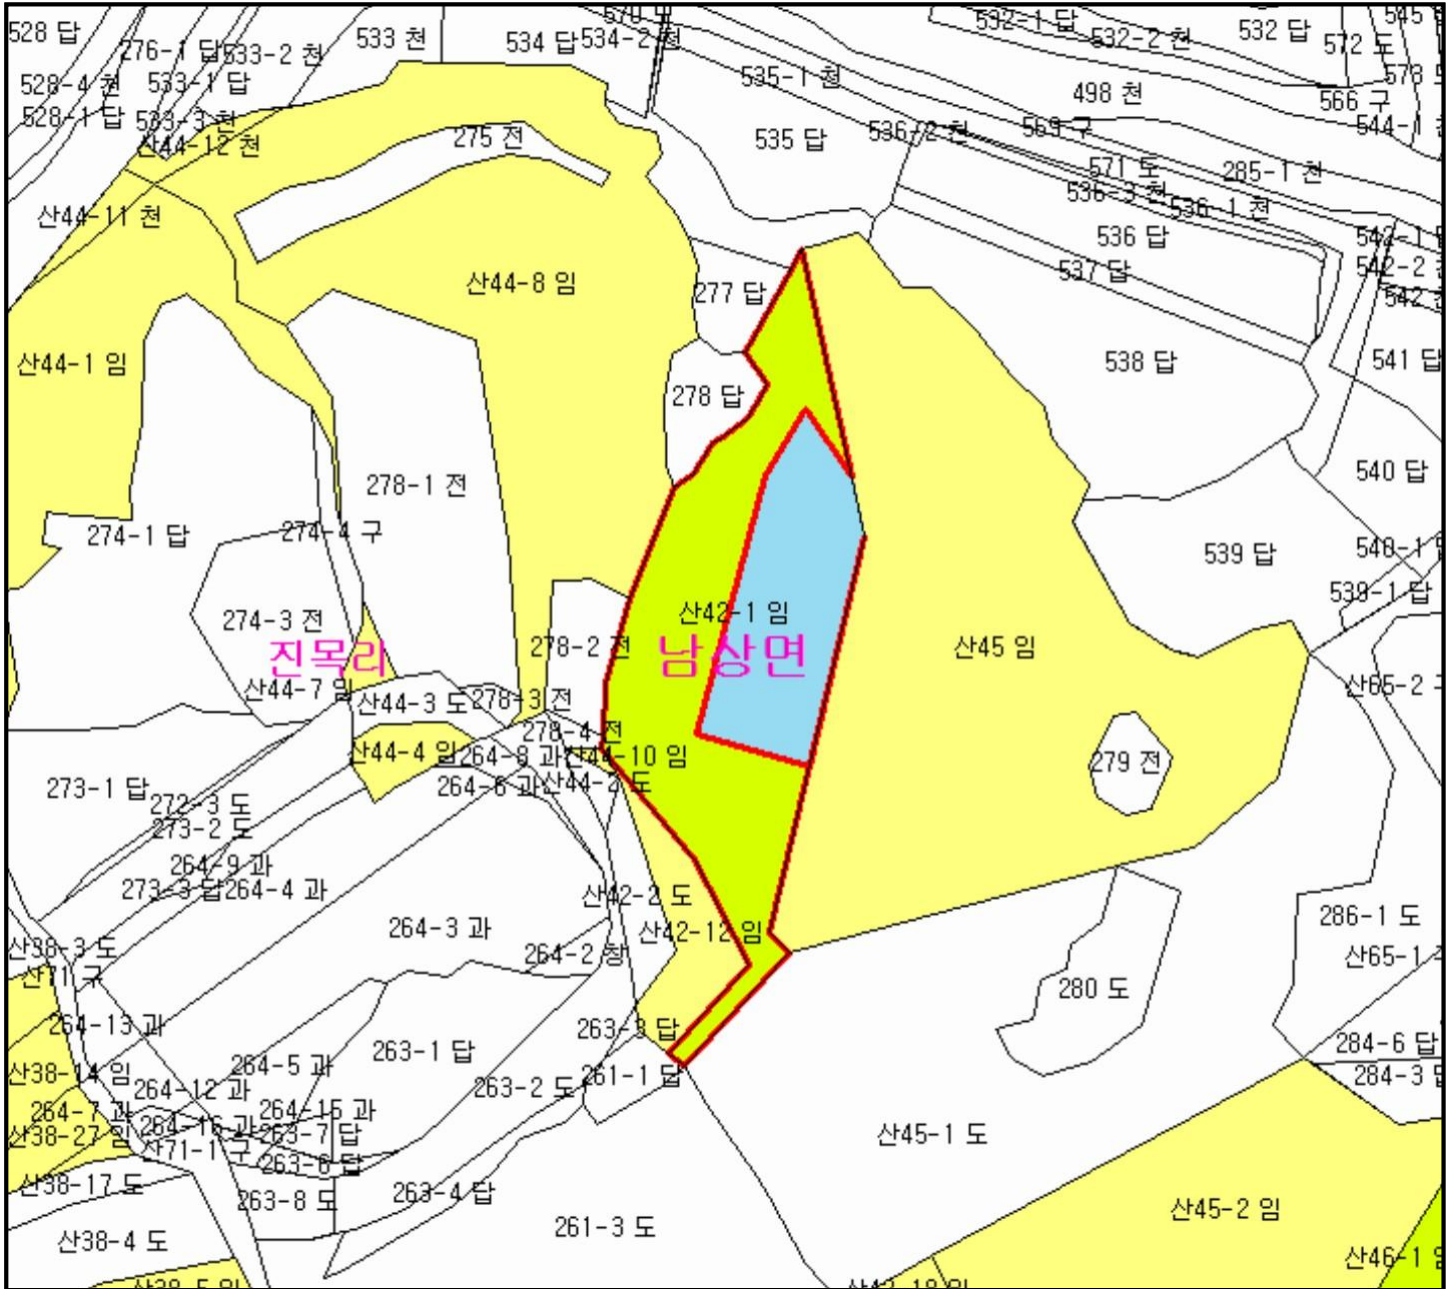 528 답
276-1 답
533-2 천
533 천
534 답
534-2 천
532-1 답
532-2 천
532 답
572 도
528-4 천
533-1 답
535-1 천
498 천
566 구
528-1 답
533-3 천
산44-12 천
275 전
535 답
536-2 천
569 구
571 도
285-1 천
536-3 천
536-1 천
산44-11 천
536 답
537 답
산44-8 임
277 답
산44-1 임
278 답
538 답
541 답
278-1 전
540 답
274-1 답
274-4 구
539 답
539-1 답
274-3 전
산42-1 임
278-2 전
진목리
남상면
산45 임
산44-7 임
산44-3 도
278-3 전
278-4 전
산44-4 임
264-8 과
산44-10 임
279 전
273-1 답
264-6 과
산44-2 도
272-3 도
273-2 도
264-9 과
273-3 답
264-4 과
산42-2 도
264-3 과
산42-12 임
286-1 도
산38-3 도
264-2 창
산71 구
280 도
264-13 과
263-3 답
284-6 답
263-1 답
산38-14 임
264-5 과
261-1 답
264-12 과
263-2 도
264-7 과
264-15 과
264-16 과
263-7 답
산38-27 임
산71-1 구
263-6 답
산45-1 도
산38-17 도
263-8 도
263-4 답
산45-2 임
261-3 도
산38-4 도
산46-1 임